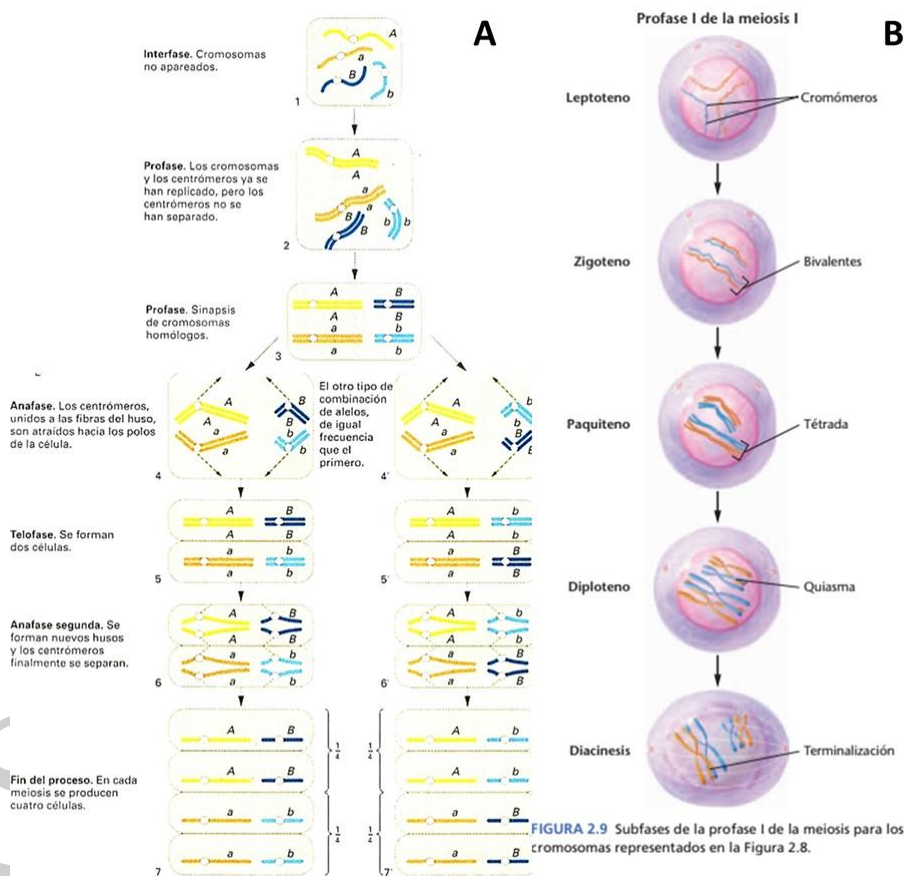 A
Interfase. Cromosomas
no apareados.
A
a
B
b
1
Profase. Los cromosomas
y los centrómeros ya se
han replicado, pero los
centrómeros no se
han separado.
A
A
a
a
B
B
b
b
2
Profase. Sinapsis
de cromosomas
homólogos.
A
B
A
B
a
b
a
b
3
Anafase. Los centrómeros,
unidos a las fibras del huso,
son atraídos hacia los polos
de la célula.
A
B
A
B
a
b
a
b
4
El otro tipo de
combinación
de alelos,
de igual
frecuencia
que el
primero.
A
b
A
b
a
B
a
B
4'
Telofase. Se forman
dos células.
A
B
A
B
a
b
a
b
5
A
b
A
b
a
B
a
B
5'
Anafase segunda. Se
forman nuevos husos
y los centrómeros
finalmente se separan.
A
B
A
B
a
b
a
b
6
A
b
A
b
a
B
a
B
6'
Fin del proceso. En cada
meiosis se producen
cuatro células.
A
B
A
B
a
b
a
b
7
1/4
1/4
1/4
1/4
A
b
A
b
a
B
a
B
7'
Profase I de la meiosis I
B
Leptoteno
Cromómeros
Zigoteno
Bivalentes
Paquiteno
Tétrada
Diploteno
Quiasma
Diacinesis
Terminalización
FIGURA 2.9 Subfases de la profase I de la meiosis para los
cromosomas representados en la Figura 2.8.